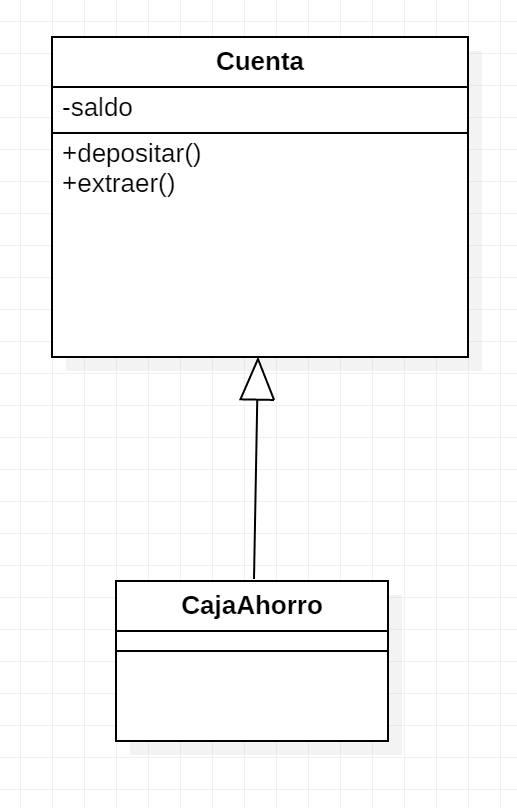 Cuenta
-saldo
+depositar()
+extraer()
CajaAhorro